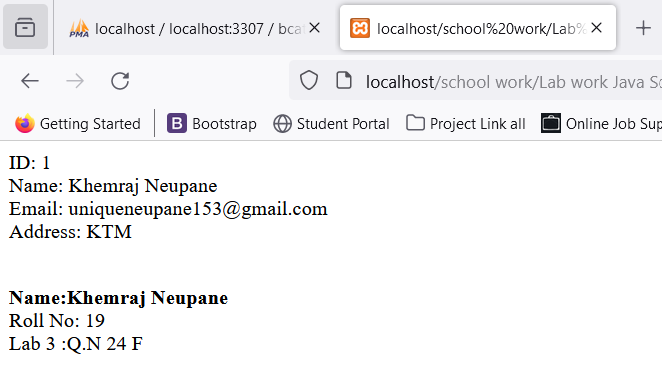 PMA localhost / localhost:3307 / bca
localhost/school%20work/Lab%
localhost/school work/Lab work Java Sc
Getting Started B Bootstrap Student Portal Project Link all Online Job Sup
ID: 1
Name: Khemraj Neupane
Email: uniqueneupane153@gmail.com
Address: KTM
Name:Khemraj Neupane
Roll No: 19
Lab 3 :Q.N 24 F